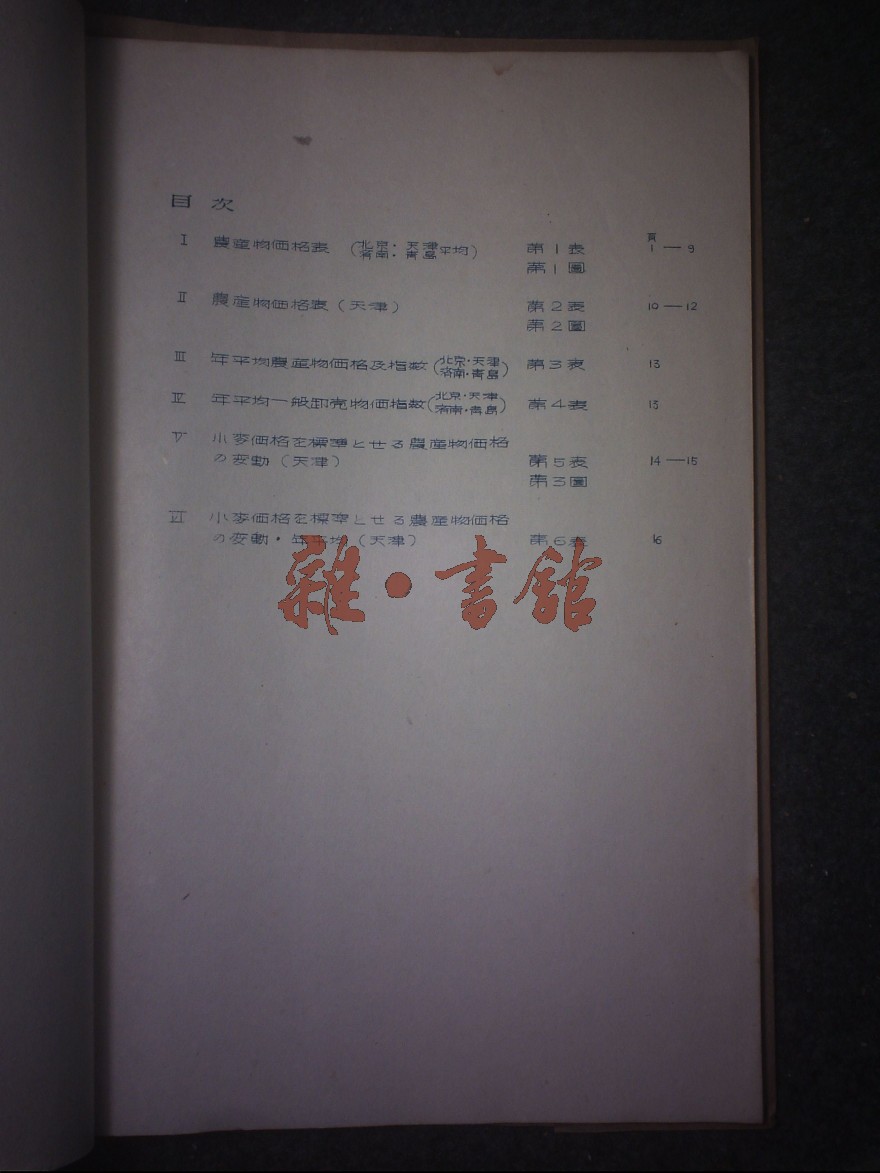 目次
頁
I 農産物価格表 (北京・天津 済南・青島 平均) 第1表 1—9
第1圖
II 農産物価格表(天津) 第2表 10—12
第2圖
III 年平均農産物価格及指数(北京・天津 済南・青島) 第3表 13
IV 年平均一般卸売物価指数(北京・天津 済南・青島) 第4表 13
V 小麥価格を標準とせる農産物価格
の変動(天津) 第5表 14—15
第3圖
VI 小麥価格を標準とせる農産物価格
の変動・年平均(天津) 第6表 16
雜・書館